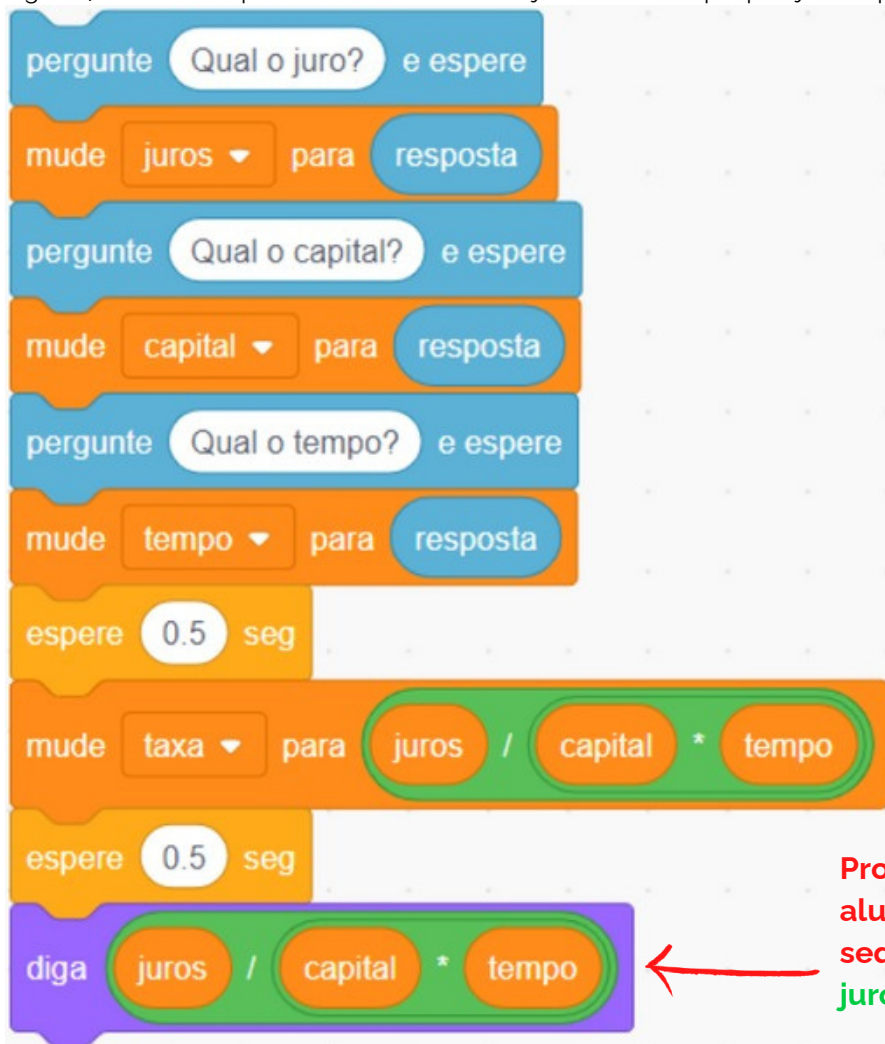 pergunte Qual o juro? e espere
mude juros para resposta
pergunte Qual o capital? e espere
mude capital para resposta
pergunte Qual o tempo? e espere
mude tempo para resposta
espere 0.5 seg
mude taxa para juros / capital * tempo
espere 0.5 seg
diga juros / capital * tempo